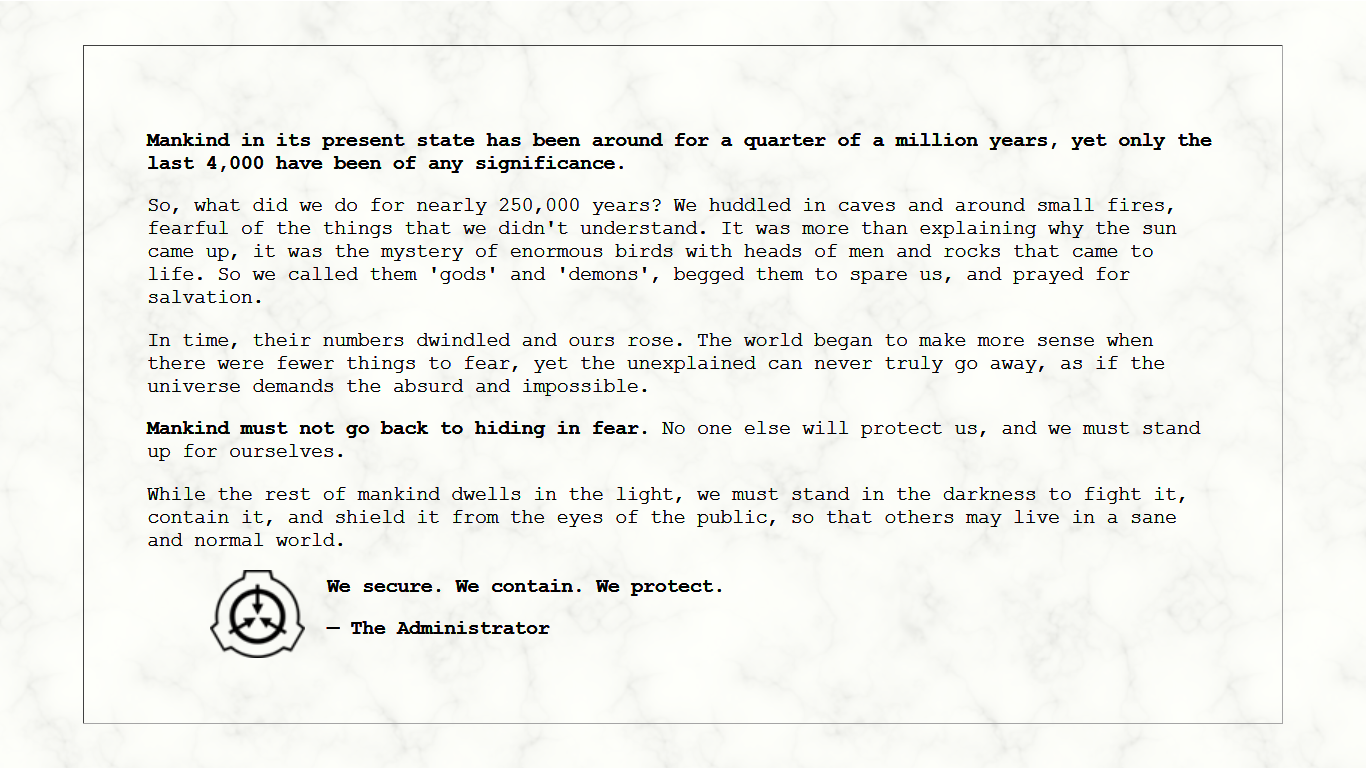 Mankind in its present state has been around for a quarter of a million years, yet only the
last 4,000 have been of any significance.
So, what did we do for nearly 250,000 years? We huddled in caves and around small fires,
fearful of the things that we didn't understand. It was more than explaining why the sun
came up, it was the mystery of enormous birds with heads of men and rocks that came to
life. So we called them 'gods' and 'demons', begged them to spare us, and prayed for
salvation.
In time, their numbers dwindled and ours rose. The world began to make more sense when
there were fewer things to fear, yet the unexplained can never truly go away, as if the
universe demands the absurd and impossible.
Mankind must not go back to hiding in fear. No one else will protect us, and we must stand
up for ourselves.
While the rest of mankind dwells in the light, we must stand in the darkness to fight it,
contain it, and shield it from the eyes of the public, so that others may live in a sane
and normal world.
We secure. We contain. We protect.
— The Administrator